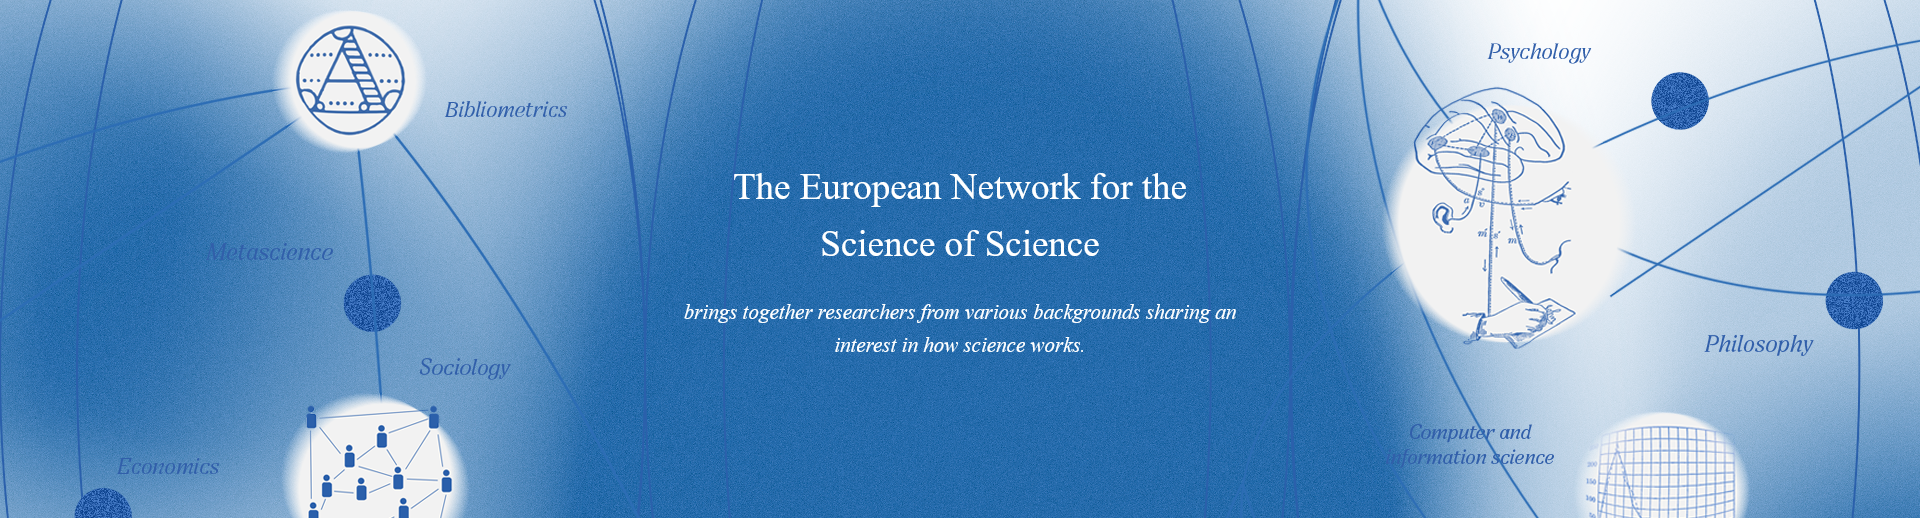 Psychology
Bibliometrics
The European Network for the
Science of Science
Metascience
brings together researchers from various backgrounds sharing an
interest in how science works.
Philosophy
Sociology
Computer and
information science
Economics